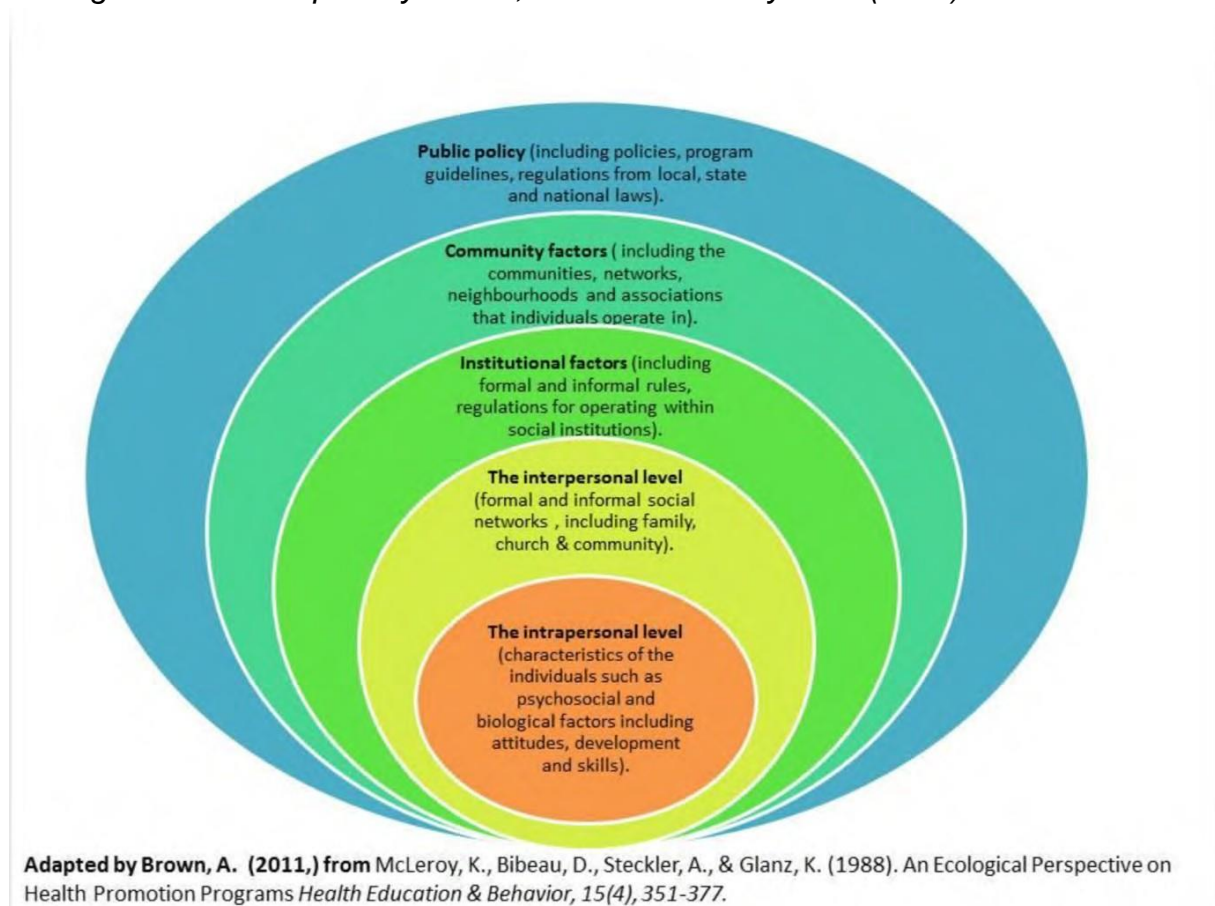 Public policy (including policies, program
guidelines, regulations from local, state
and national laws).
Community factors ( including the
communities, networks,
neighbourhoods and associations
that individuals operate in).
Institutional factors (including
formal and informal rules,
regulations for operating within
social institutions).
The interpersonal level
(formal and informal social
networks , including family,
church & community).
The intrapersonal level
(characteristics of the
individuals such as
psychosocial and
biological factors including
attitudes, development
and skills).
Adapted by Brown, A. (2011,) from McLeroy, K., Bibeau, D., Steckler, A., & Glanz, K. (1988). An Ecological Perspective on
Health Promotion Programs Health Education & Behavior, 15(4), 351-377.